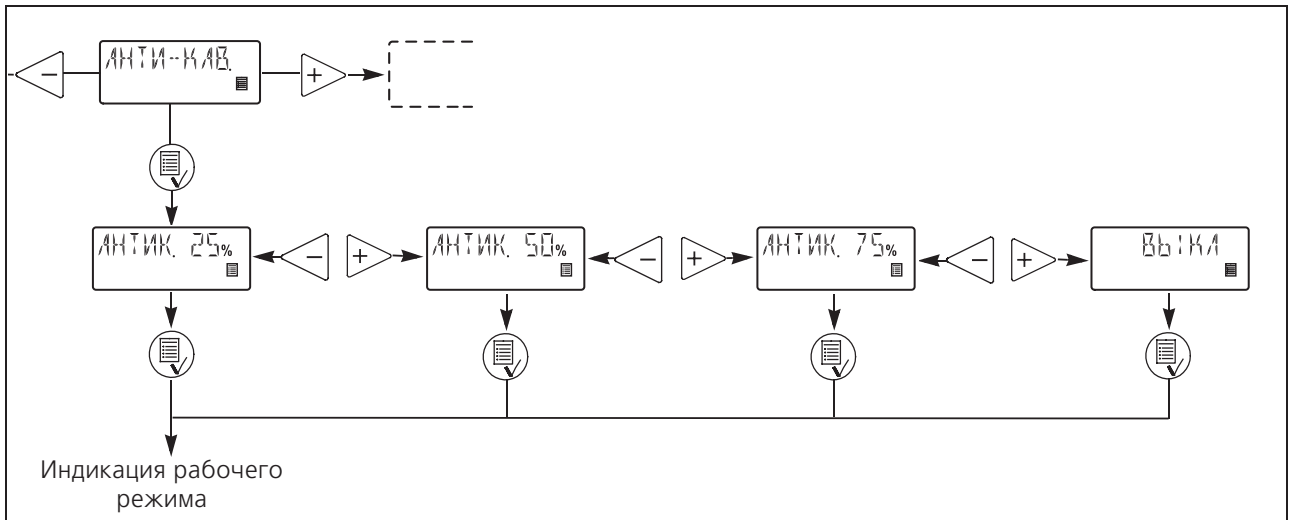 АНТИ-КАВ.
−
+
АНТИК. 25%
−
+
АНТИК. 50%
−
+
АНТИК. 75%
−
+
ВЫКЛ
Индикация рабочего
режима